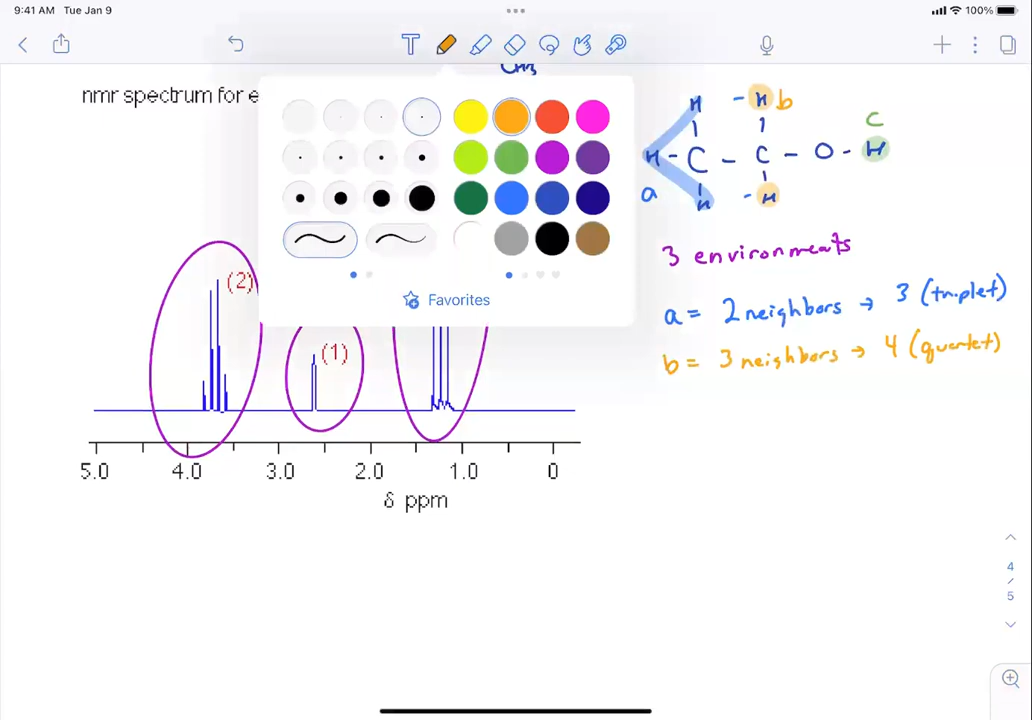 9:41 AM Tue Jan 9
100%
T
CH3
nmr spectrum for e
H - H b
C
H - C - C - O - H
a H - H
3 environments
(2)
a = 2 neighbors → 3 (triplet)
Favorites
(1)
b = 3 neighbors → 4 (quartet)
5.0 4.0 3.0 2.0 1.0 0
δ ppm
4
/
5